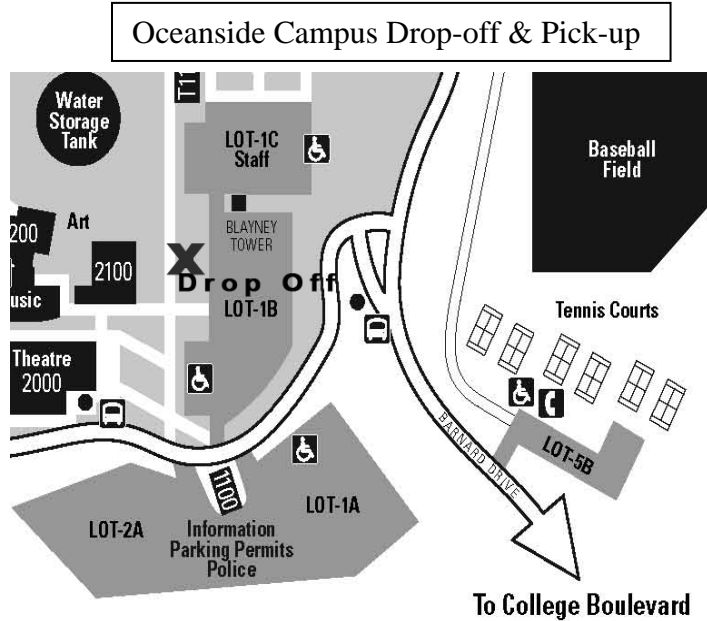 Oceanside Campus Drop-off & Pick-up
Water
Storage
Tank
T11
LOT-1C
Staff
Baseball
Field
200
Art
BLAYNEY
TOWER
2100
X
Drop Off
usic
LOT-1B
Tennis Courts
Theatre
2000
BARNARD DRIVE
LOT-5B
1100
LOT-2A
LOT-1A
Information
Parking Permits
Police
To College Boulevard